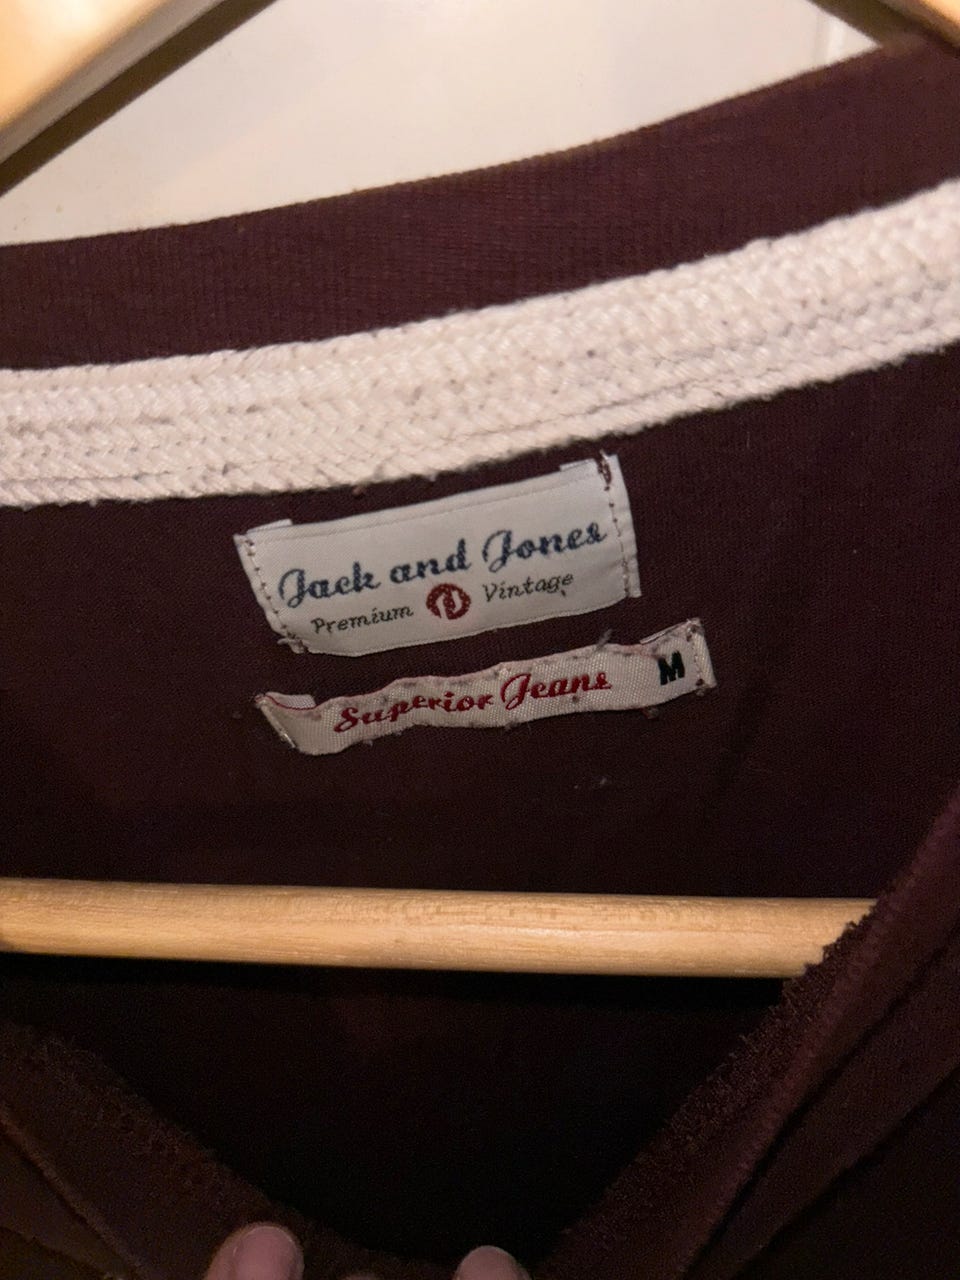 Jack and Jones
Premium Vintage
Superior Jeans M